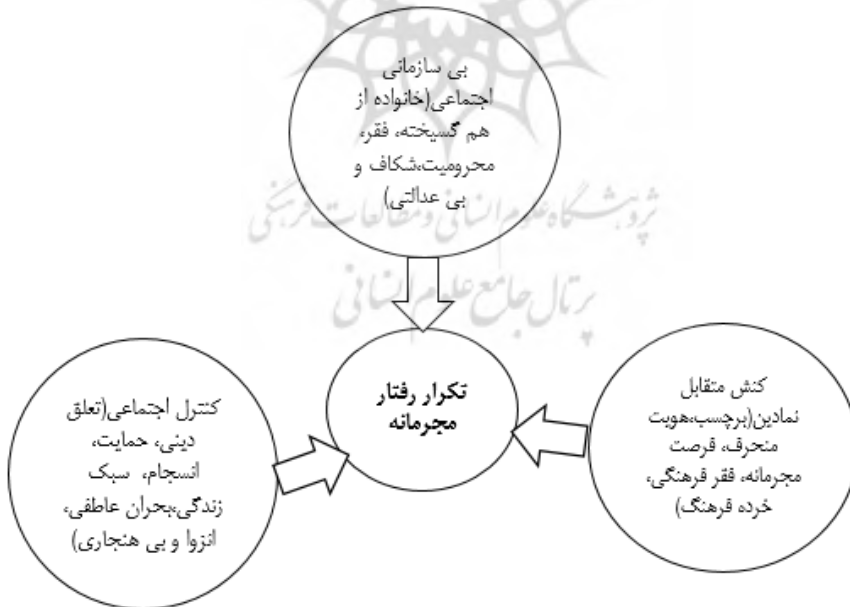 بی سازمانی
اجتماعی(خانواده از
هم گسیخته، فقر،
محرومیت،شکاف و
بی عدالتی)
پژوهشگاه علوم انسانی و مطالعات فرهنگی
پرتال جامع علوم انسانی
تکرار رفتار
مجرمانه
کنش متقابل
نمادین(برچسب،هویت
منحرف، فرصت
مجرمانه، فقر فرهنگی،
خرده فرهنگ)
کنترل اجتماعی(تعلق
دینی، حمایت،
انسجام، سبک
زندگی،بحران عاطفی،
انزوا و بی هنجاری)